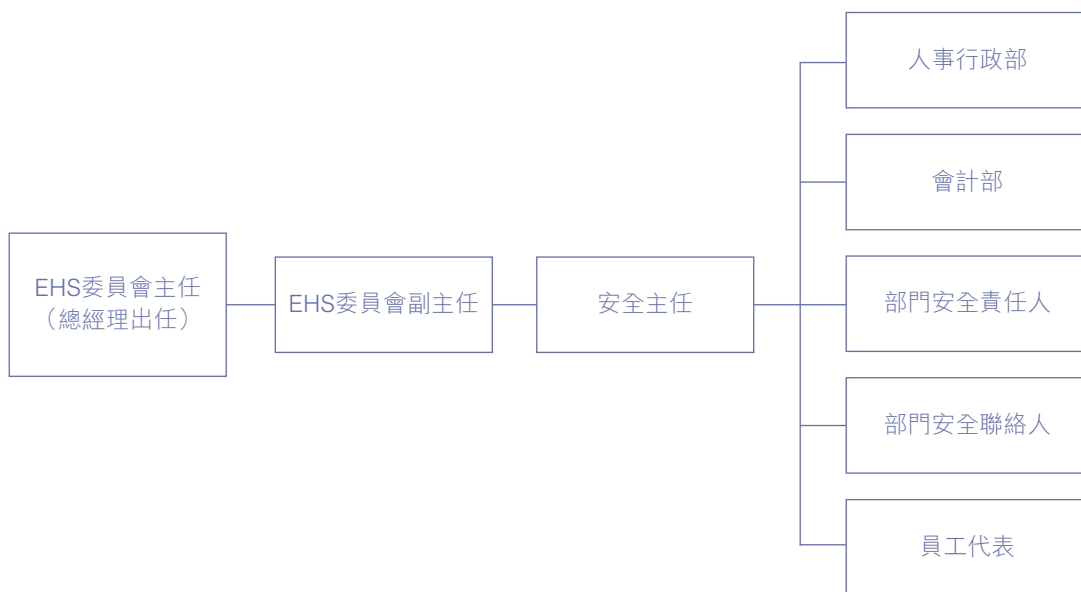 EHS委員會主任
（總經理出任）
EHS委員會副主任
安全主任
人事行政部
會計部
部門安全責任人
部門安全聯絡人
員工代表